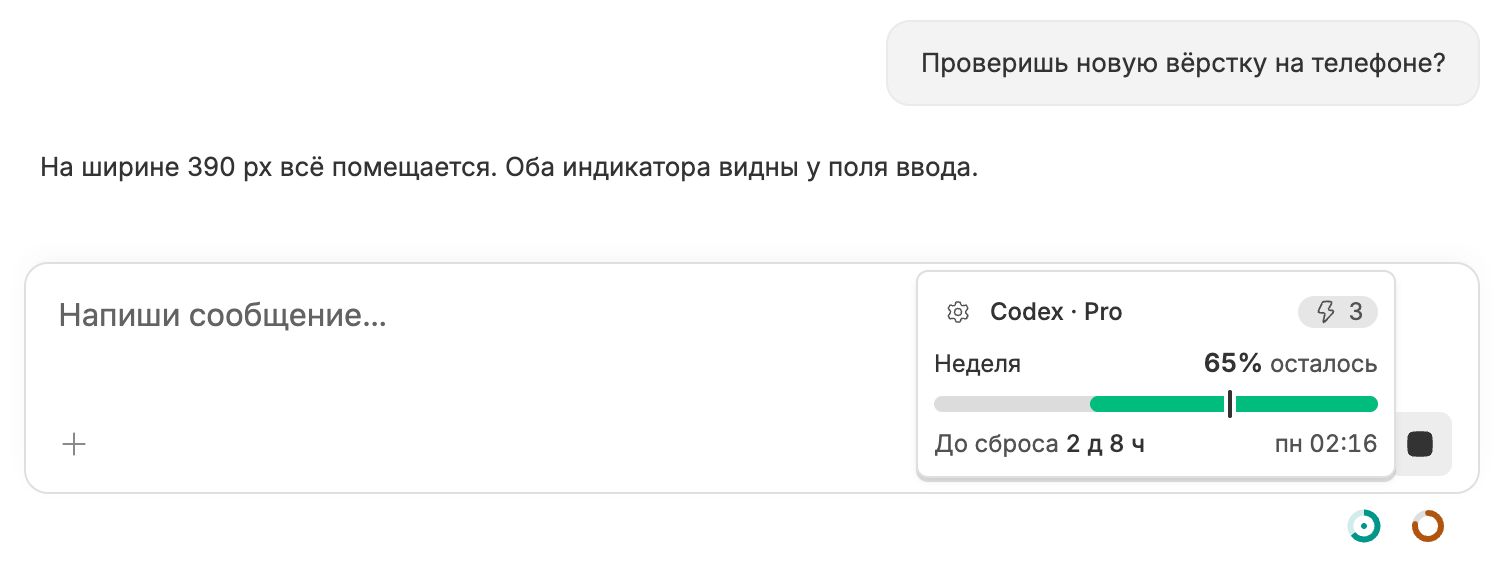 Проверишь новую вёрстку на телефоне?
На ширине 390 px всё помещается. Оба индикатора видны у поля ввода.
Напиши сообщение...
Codex · Pro 3
Неделя 65% осталось
До сброса 2 д 8 ч пн 02:16